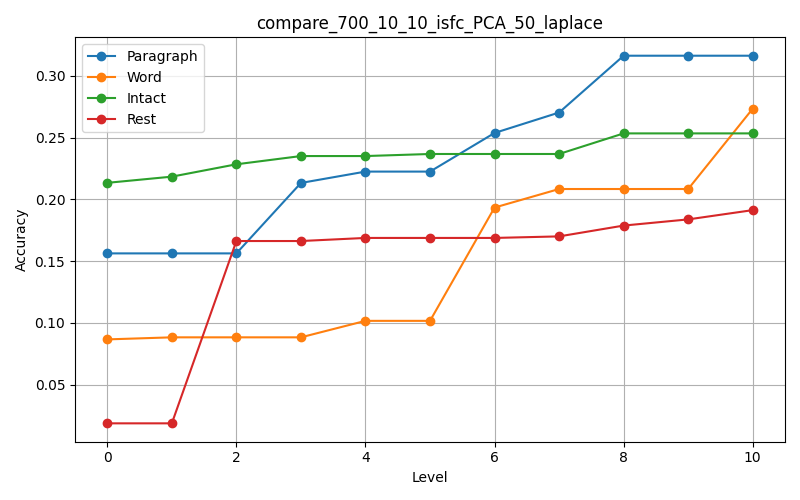 compare_700_10_10_isfc_PCA_50_laplace
Paragraph
Word
Intact
Rest
Accuracy
0.30
0.25
0.20
0.15
0.10
0.05
0 2 4 6 8 10
Level